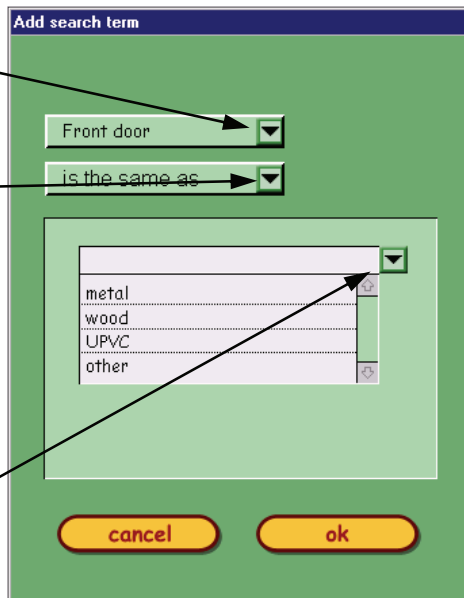 Add search term
Front door
is the same as
metal
wood
UPVC
other
cancel
ok